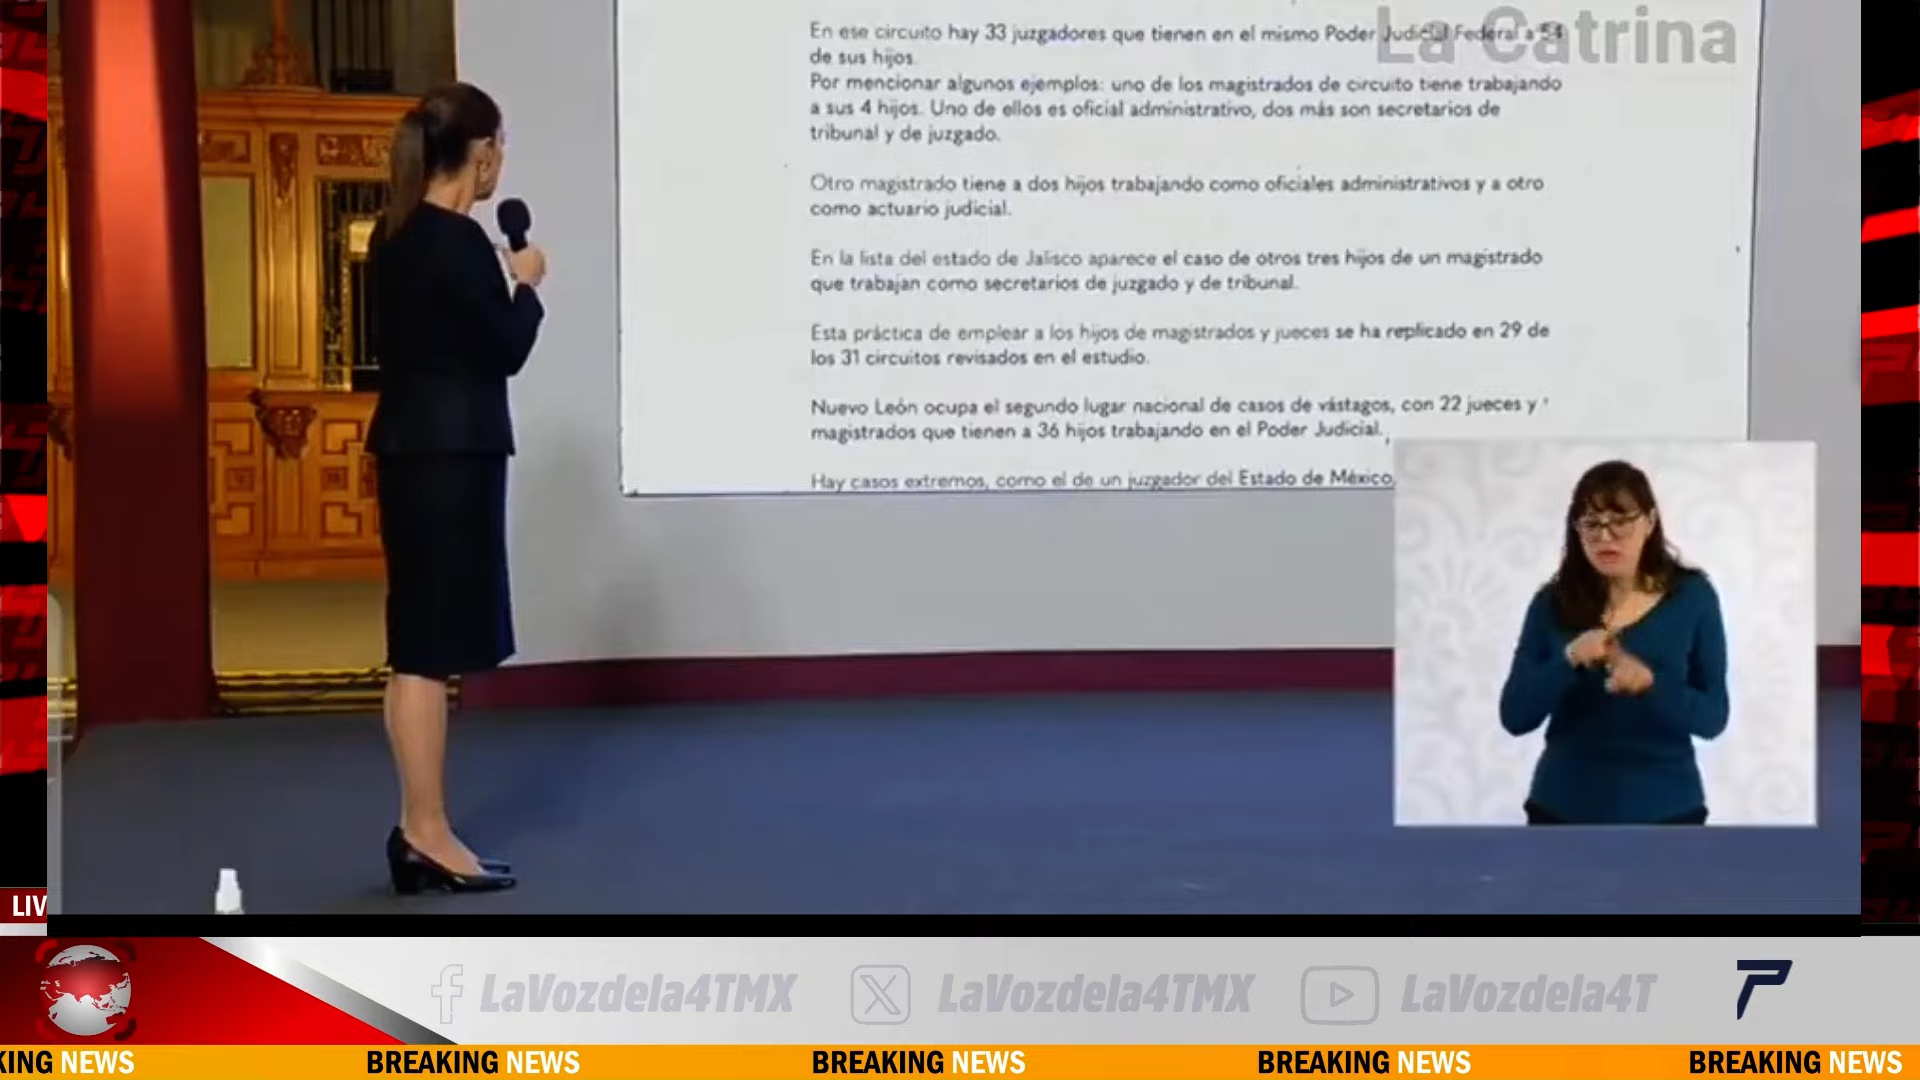 La Catrina
En ese circuito hay 33 juzgadores que tienen en el mismo Poder Judicial Federal a 54
de sus hijos.
Por mencionar algunos ejemplos: uno de los magistrados de circuito tiene trabajando
a sus 4 hijos. Uno de ellos es oficial administrativo, dos más son secretarios de
tribunal y de juzgado.
Otro magistrado tiene a dos hijos trabajando como oficiales administrativos y a otro
como actuario judicial.
En la lista del estado de Jalisco aparece el caso de otros tres hijos de un magistrado
que trabajan como secretarios de juzgado y de tribunal.
Esta práctica de emplear a los hijos de magistrados y jueces se ha replicado en 29 de
los 31 circuitos revisados en el estudio.
Nuevo León ocupa el segundo lugar nacional de casos de vástagos, con 22 jueces y
magistrados que tienen a 36 hijos trabajando en el Poder Judicial.
Hay casos extremos, como el de un juzgador del Estado de México,
LIV
LaVozdela4TMX LaVozdela4TMX LaVozdela4T
KING NEWS BREAKING NEWS BREAKING NEWS BREAKING NEWS BREAKING NEWS